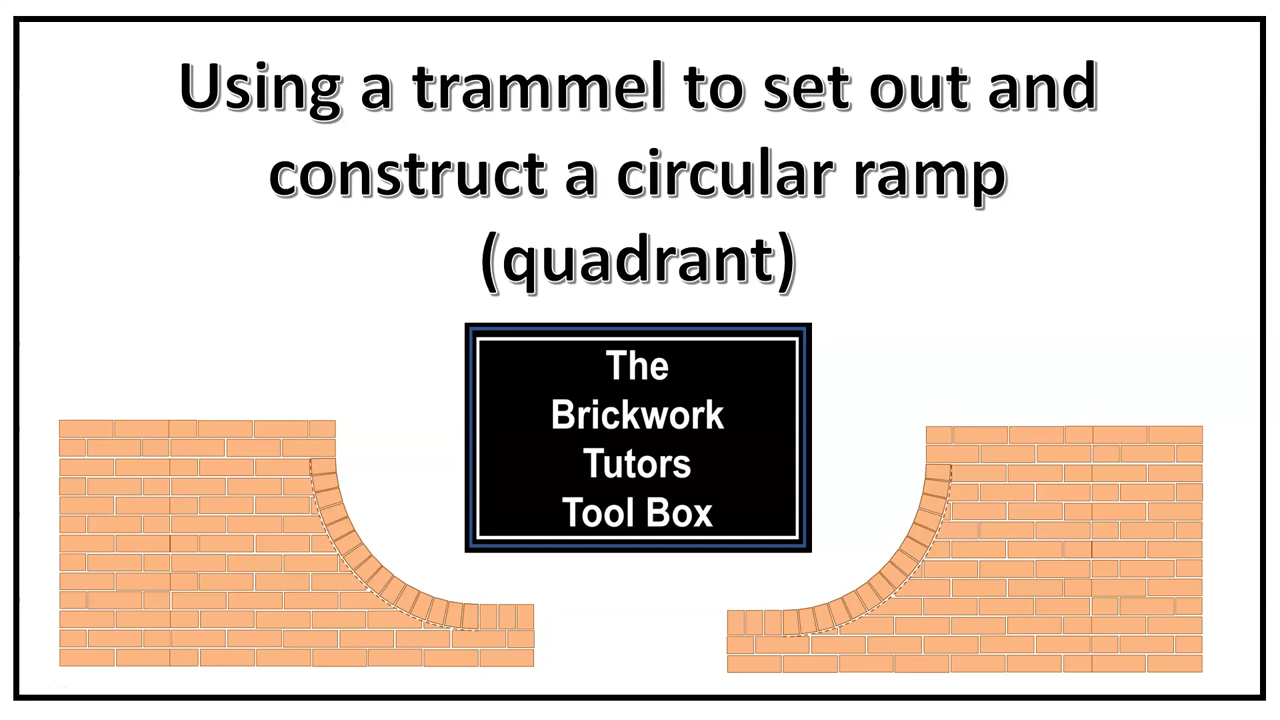 Using a trammel to set out and
construct a circular ramp
(quadrant)
The
Brickwork
Tutors
Tool Box